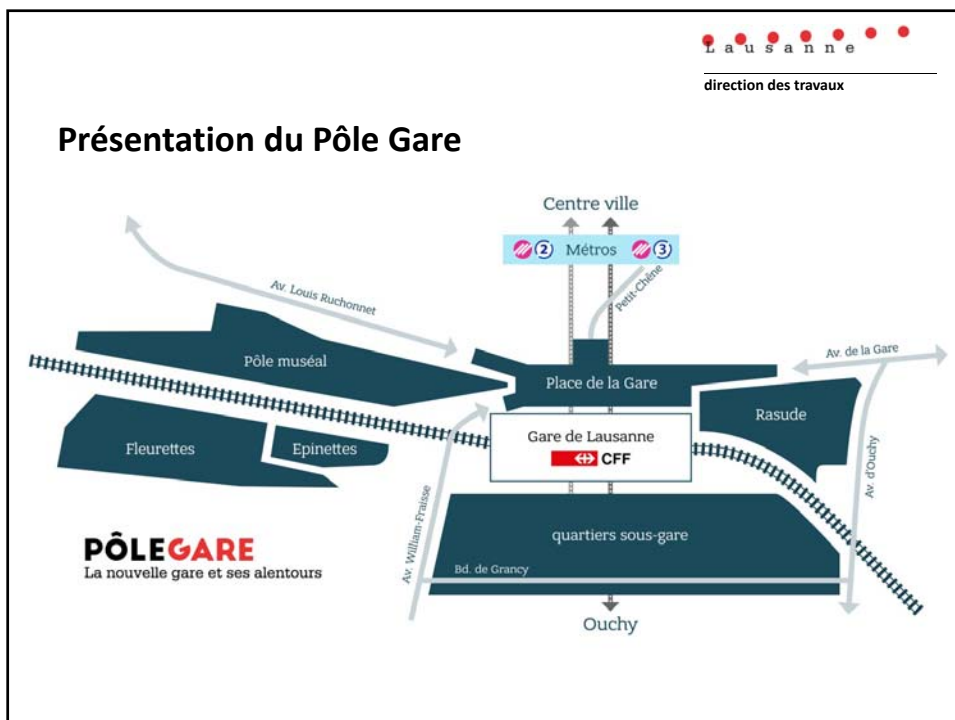 Lausanne
direction des travaux
Présentation du Pôle Gare
Centre ville
2 Métros 3
Petit-Chêne
Av. Louis Ruchonnet
Av. de la Gare
Pôle muséal
Place de la Gare
Rasude
Fleurettes
Epinettes
Gare de Lausanne
CFF
Av. d'Ouchy
Av. William-Fraisse
quartiers sous-gare
PÔLEGARE
La nouvelle gare et ses alentours
Bd. de Grancy
Ouchy